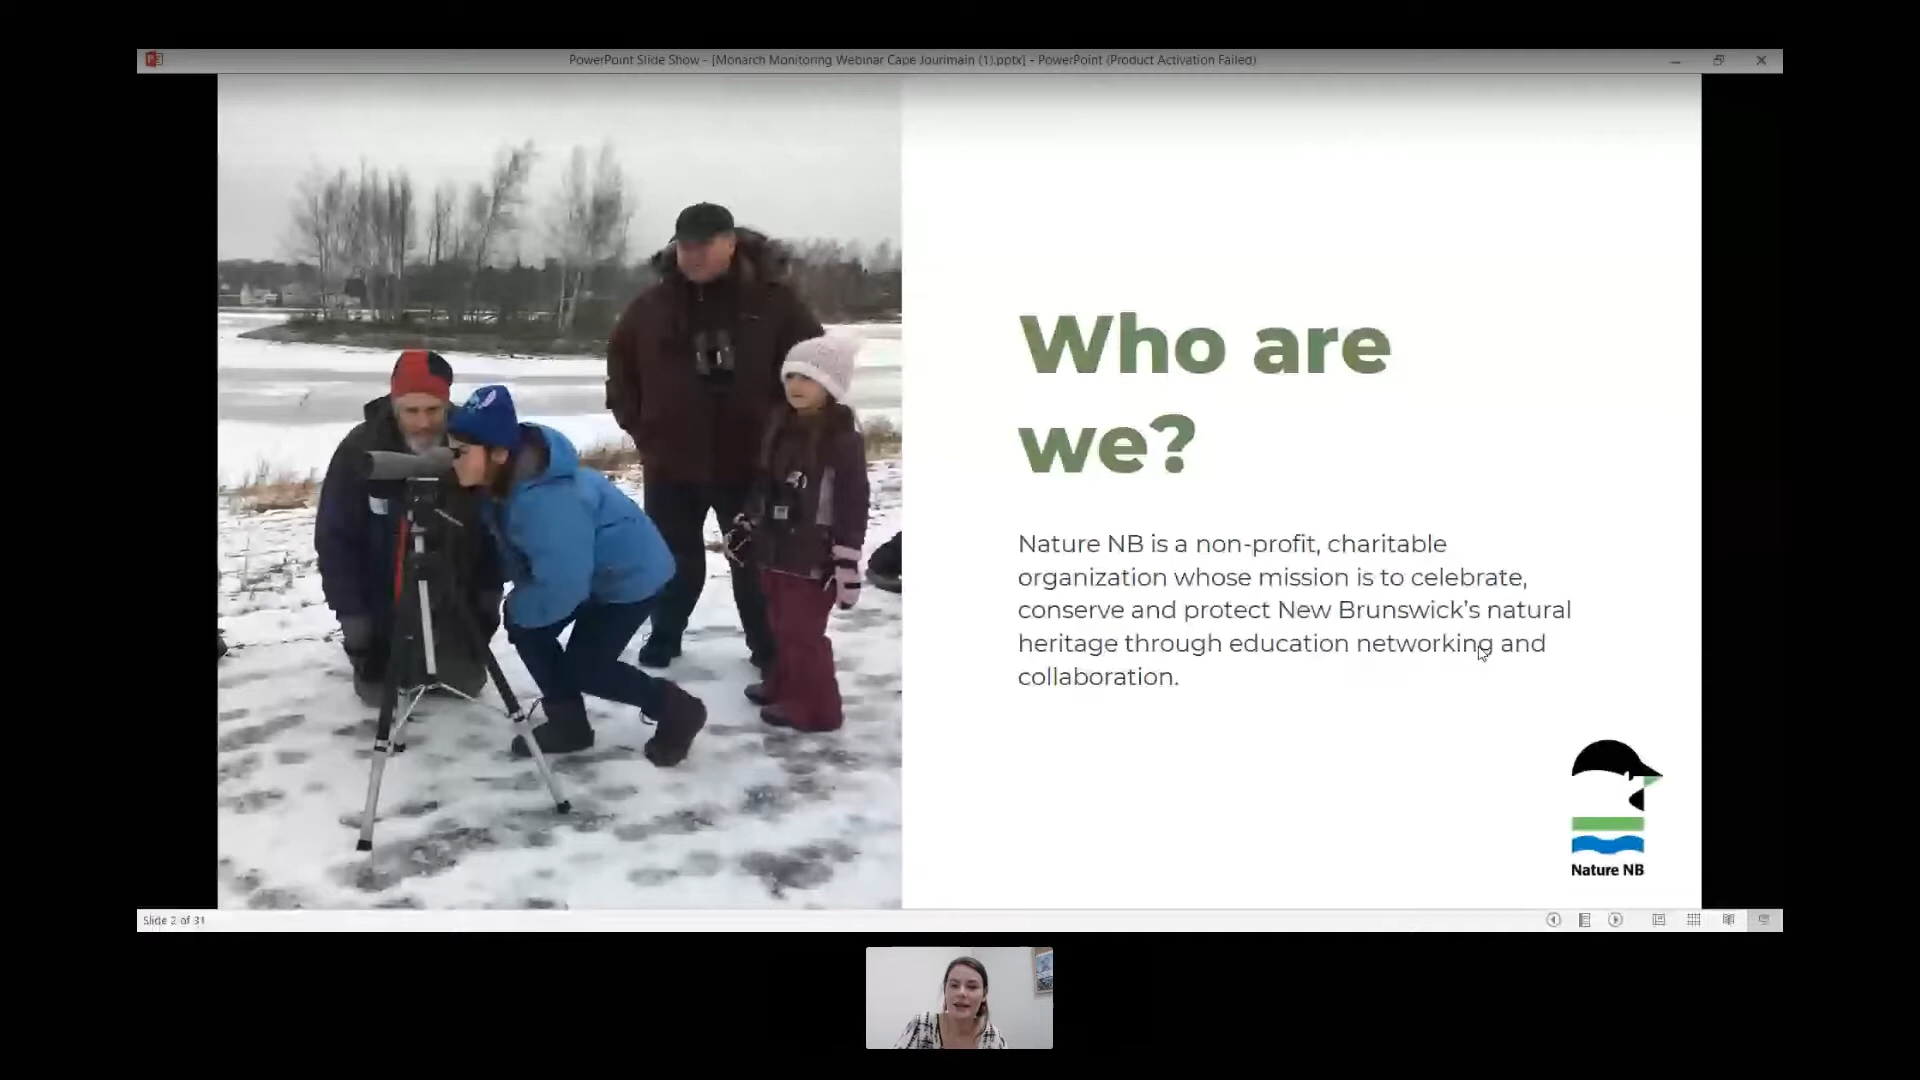 PowerPoint Slide Show - [Monarch Monitoring Webinar Cape Jourimain (1).pptx] - PowerPoint (Product Activation Failed)
Who are
we?
Nature NB is a non-profit, charitable
organization whose mission is to celebrate,
conserve and protect New Brunswick’s natural
heritage through education networking and
collaboration.
Nature NB
Slide 2 of 31